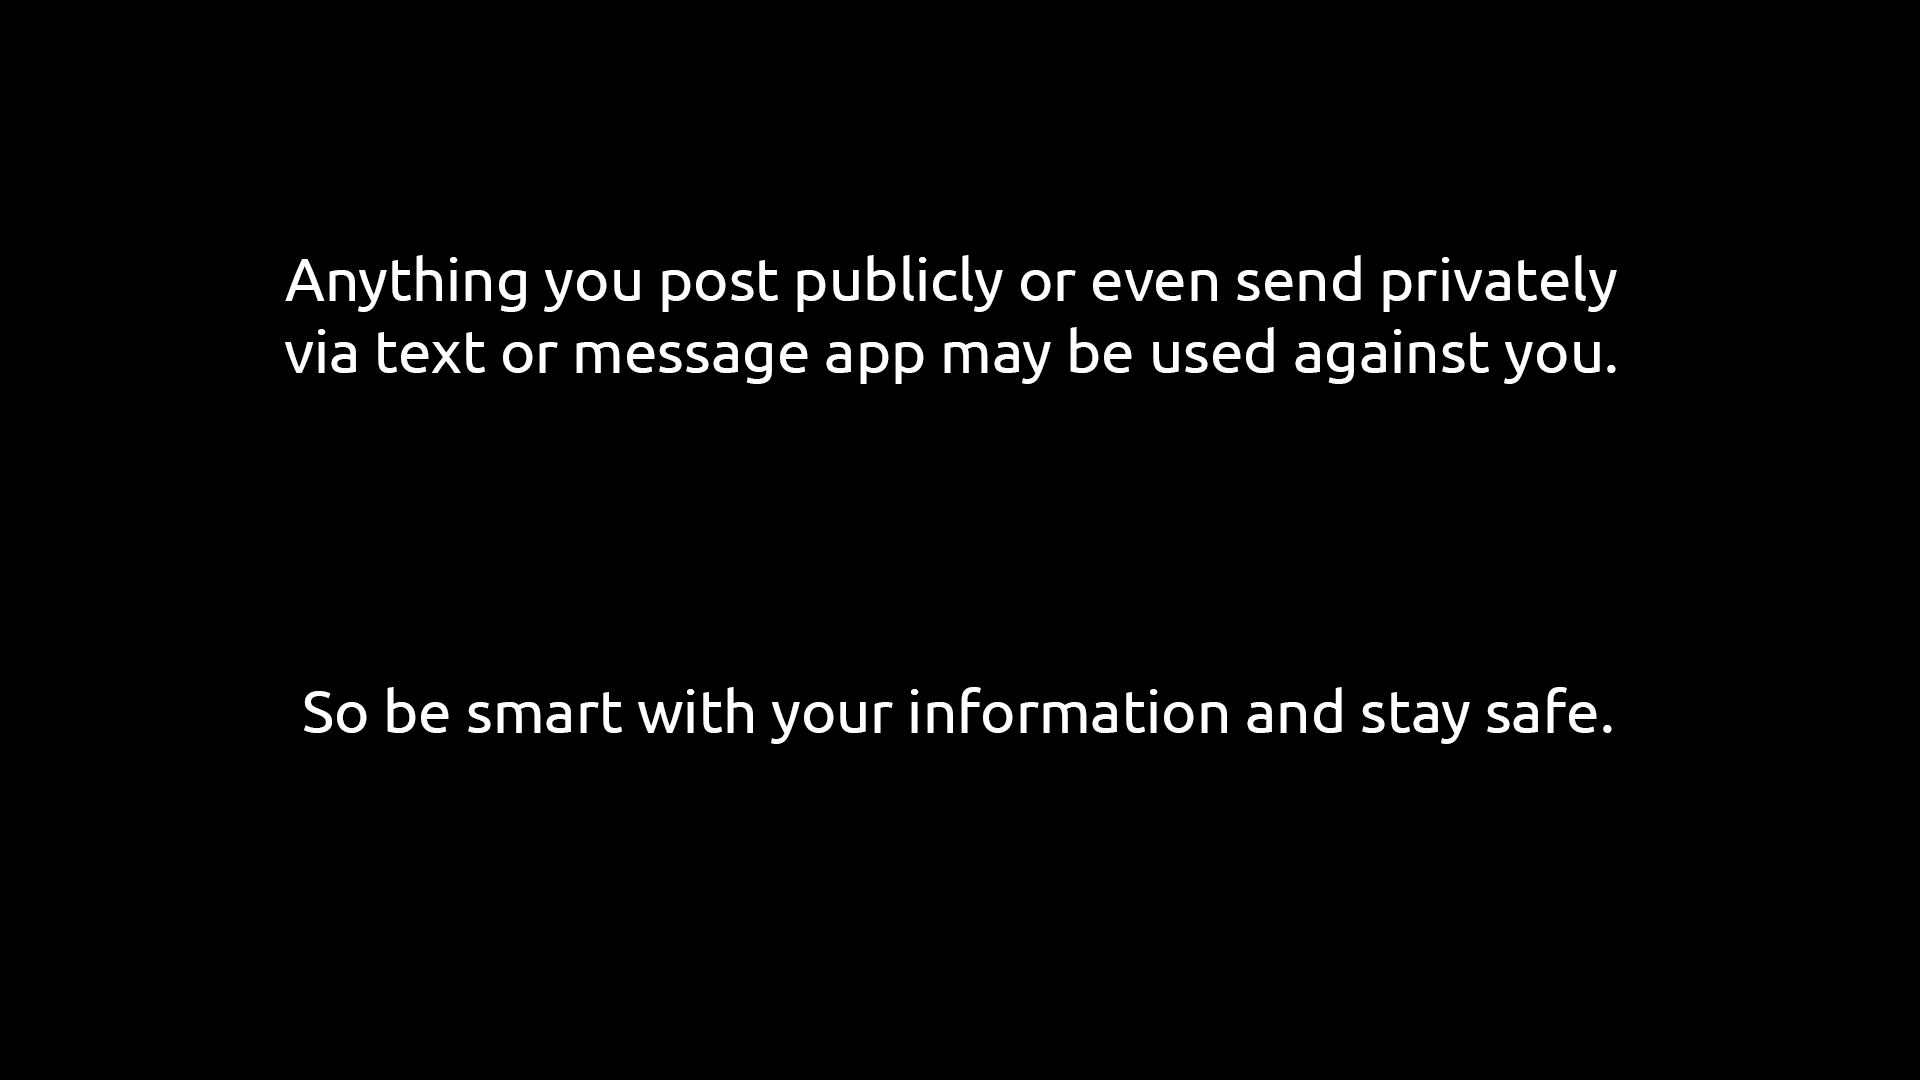 Anything you post publicly or even send privately
via text or message app may be used against you.
So be smart with your information and stay safe.